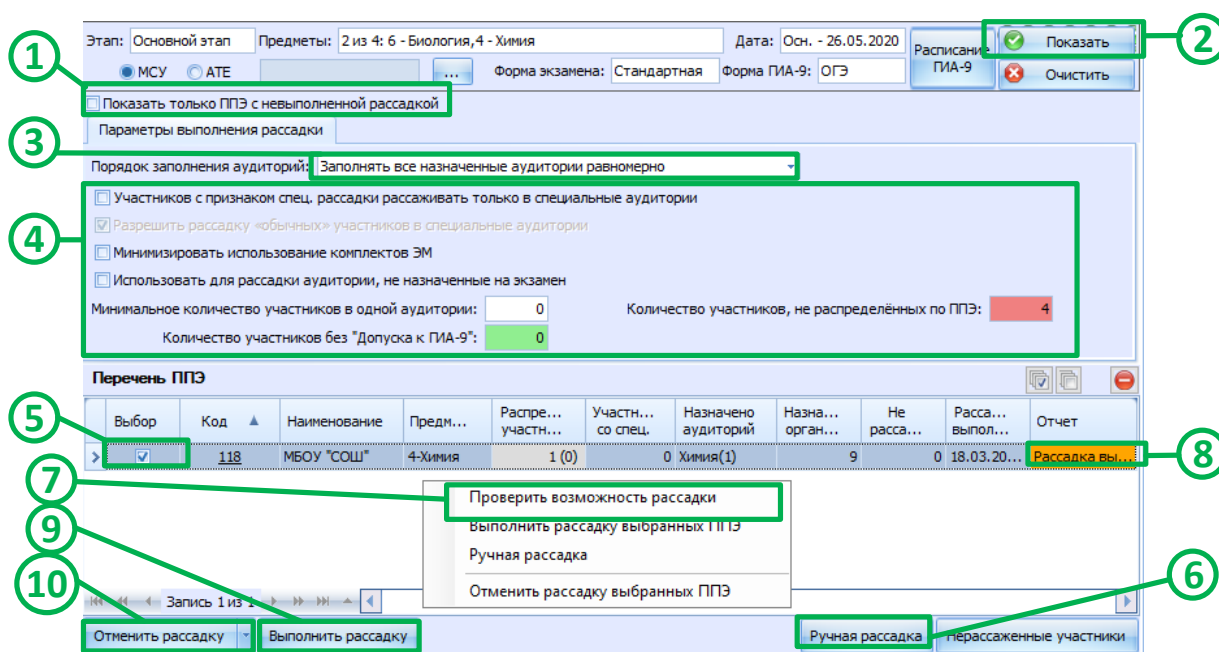 Этап: Основной этап Предметы: 2 из 4: 6 - Биология,4 - Химия Дата: Осн. - 26.05.2020 Расписание ГИА-9 Показать 2
1 МСУ АТЕ ... Форма экзамена: Стандартная Форма ГИА-9: ОГЭ Очистить
Показать только ППЭ с невыполненной рассадкой
Параметры выполнения рассадки
3 Порядок заполнения аудиторий: Заполнять все назначенные аудитории равномерно
Участников с признаком спец. рассадки рассаживать только в специальные аудитории
4 Разрешить рассадку «обычных» участников в специальные аудитории
Минимизировать использование комплектов ЭМ
Использовать для рассадки аудитории, не назначенные на экзамен
Минимальное количество участников в одной аудитории: 0 Количество участников, не распределённых по ППЭ: 4
Количество участников без "Допуска к ГИА-9": 0
Перечень ППЭ
5 Выбор Код Наименование Предм... Распре... участн... Участн... со спец. Назначено аудиторий Назна... орган... Не расса... Расса... выпол... Отчет
118 МБОУ "СОШ" 4-Химия 1 (0) 0 Химия(1) 9 0 18.03.20... Рассадка вы... 8
7 Проверить возможность рассадки
9 Выполнить рассадку выбранных ППЭ
Ручная рассадка
10 Отменить рассадку выбранных ППЭ 6
Запись 1 из 1
Отменить рассадку Выполнить рассадку Ручная рассадка Нерассаженные участники